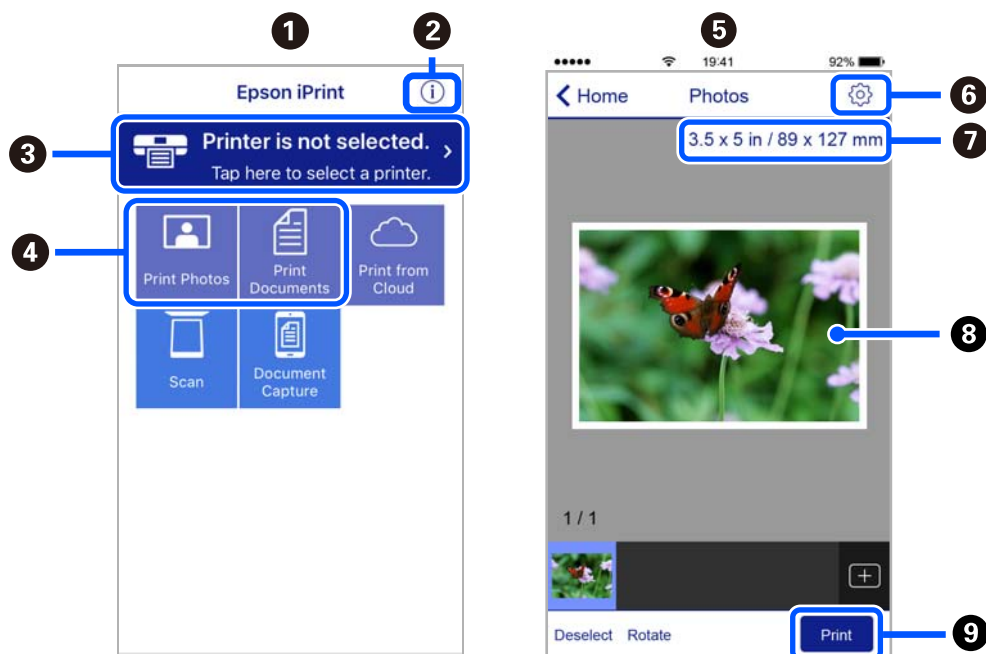 1
2
Epson iPrint
3
Printer is not selected.
Tap here to select a printer.
4
Print Photos
Print
Documents
Print from
Cloud
Scan
Document
Capture
5
19:41
92%
Home
Photos
6
3.5 x 5 in / 89 x 127 mm
7
8
1 / 1
Deselect
Rotate
Print
9